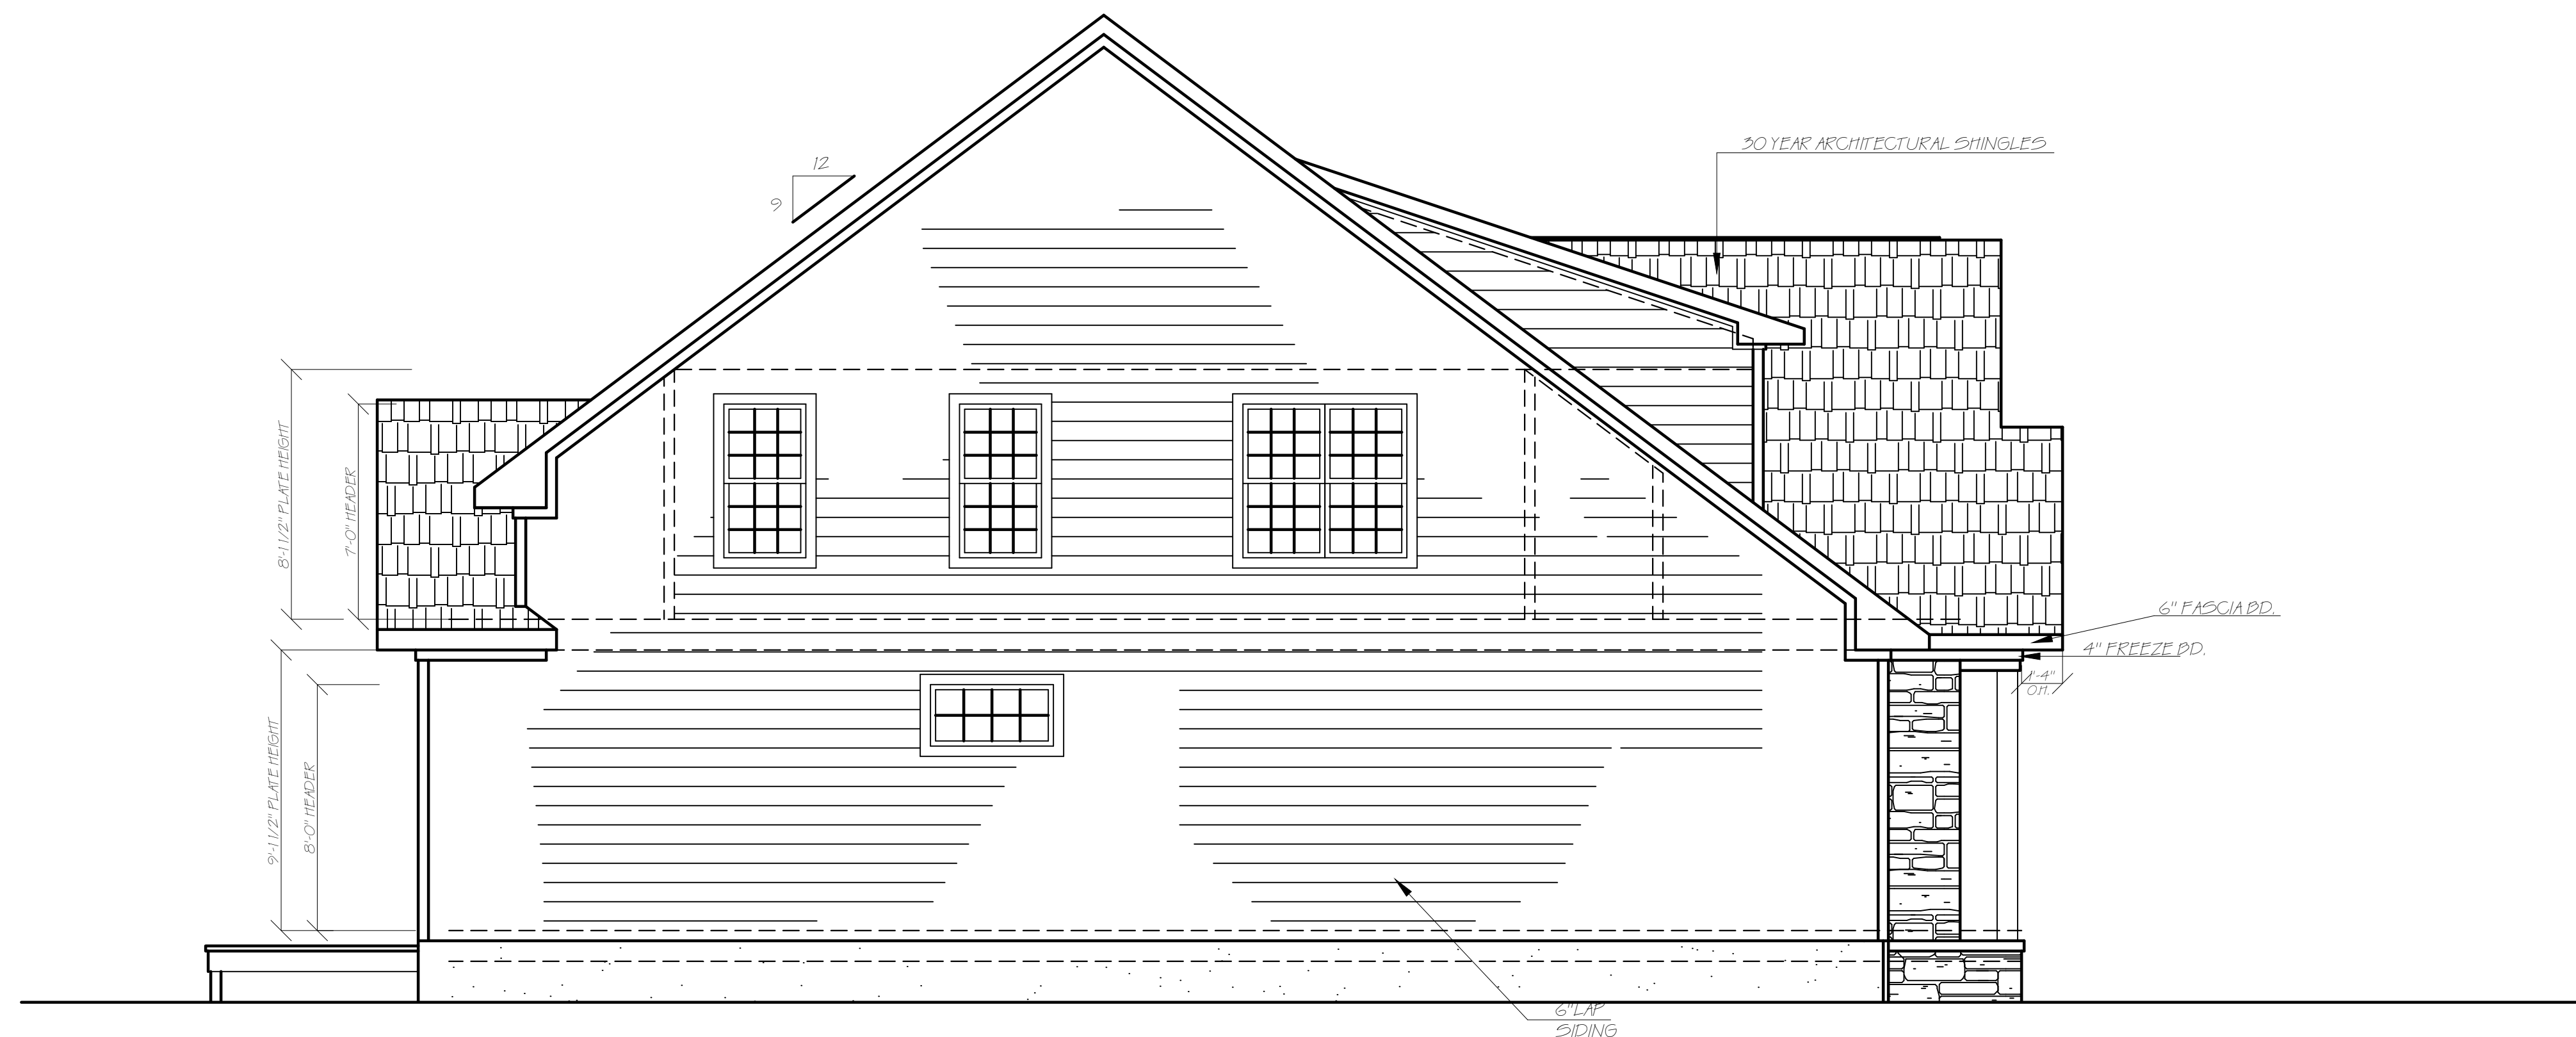 30 YEAR ARCHITECTURAL SHINGLES
12
9
8'-1 1/2" PLATE HEIGHT
7'-0" HEADER
6" FASCIA BD.
4" FREEZE BD.
1'-4"
O.H.
9'-1 1/2" PLATE HEIGHT
8'-0" HEADER
6" LAP
SIDING